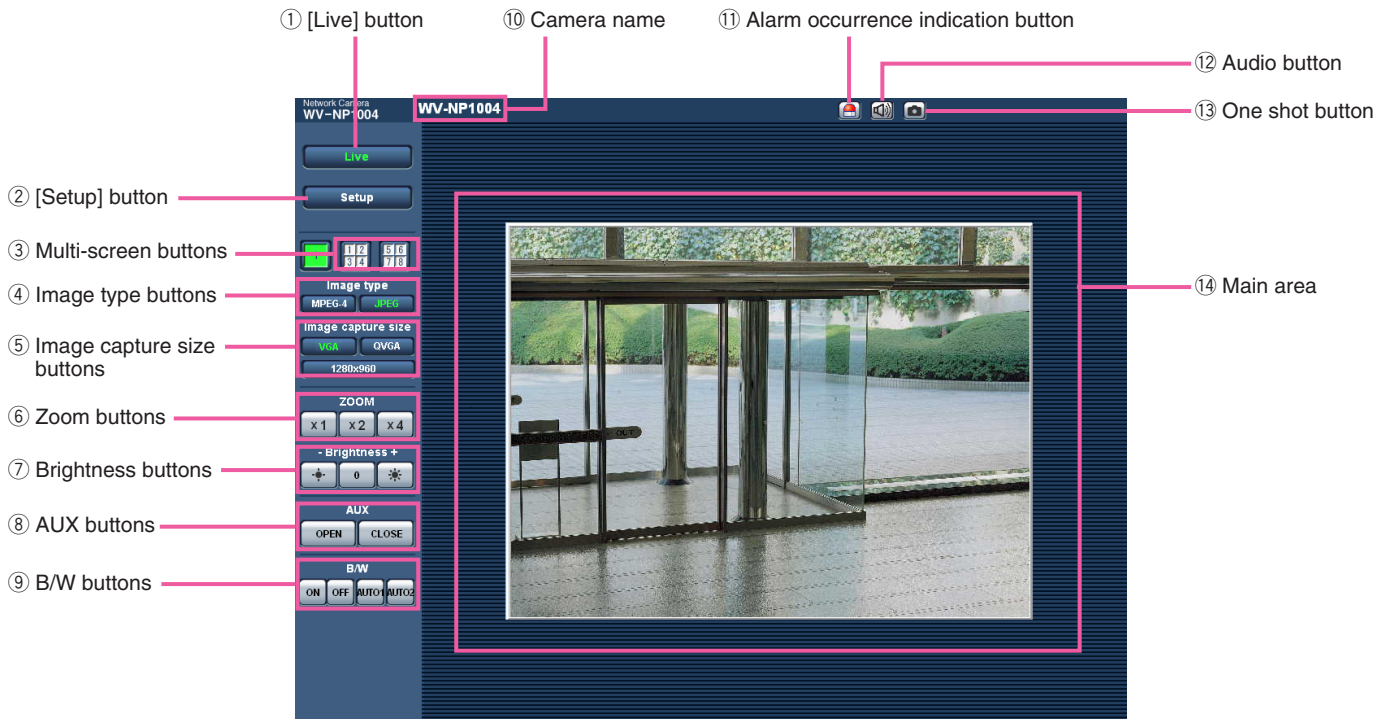 ① [Live] button
⑩ Camera name
⑪ Alarm occurrence indication button
⑫ Audio button
⑬ One shot button
Network Camera
WV-NP1004
WV-NP1004
Live
② [Setup] button
Setup
③ Multi-screen buttons
1 2
3 4
5 6
7 8
④ Image type buttons
Image type
MPEG-4 JPEG
⑭ Main area
⑤ Image capture size
buttons
Image capture size
VGA QVGA
1280x960
⑥ Zoom buttons
ZOOM
x1 x2 x4
⑦ Brightness buttons
- Brightness +
0
OUT
⑧ AUX buttons
AUX
OPEN CLOSE
⑨ B/W buttons
B/W
ON OFF AUTO1 AUTO2